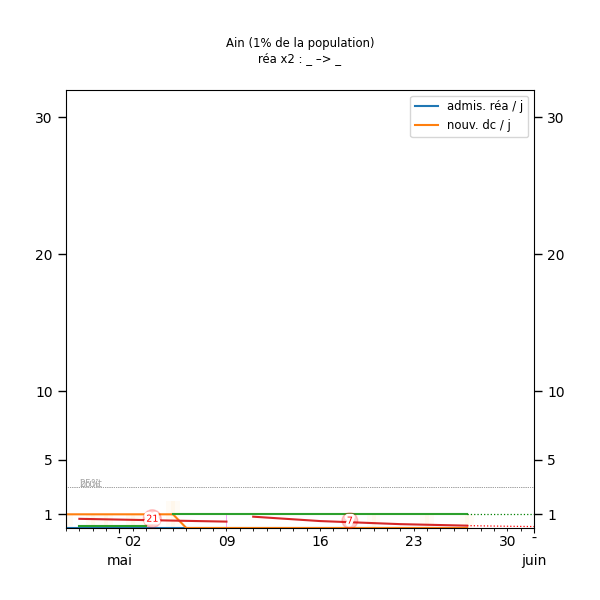 Ain (1% de la population)
réa x2 : _ –> _
admis. réa / j
nouv. dc / j
30 30
20 20
10 10
5 5
1 1
21 7
- 02 09 16 23 30 -
mai juin